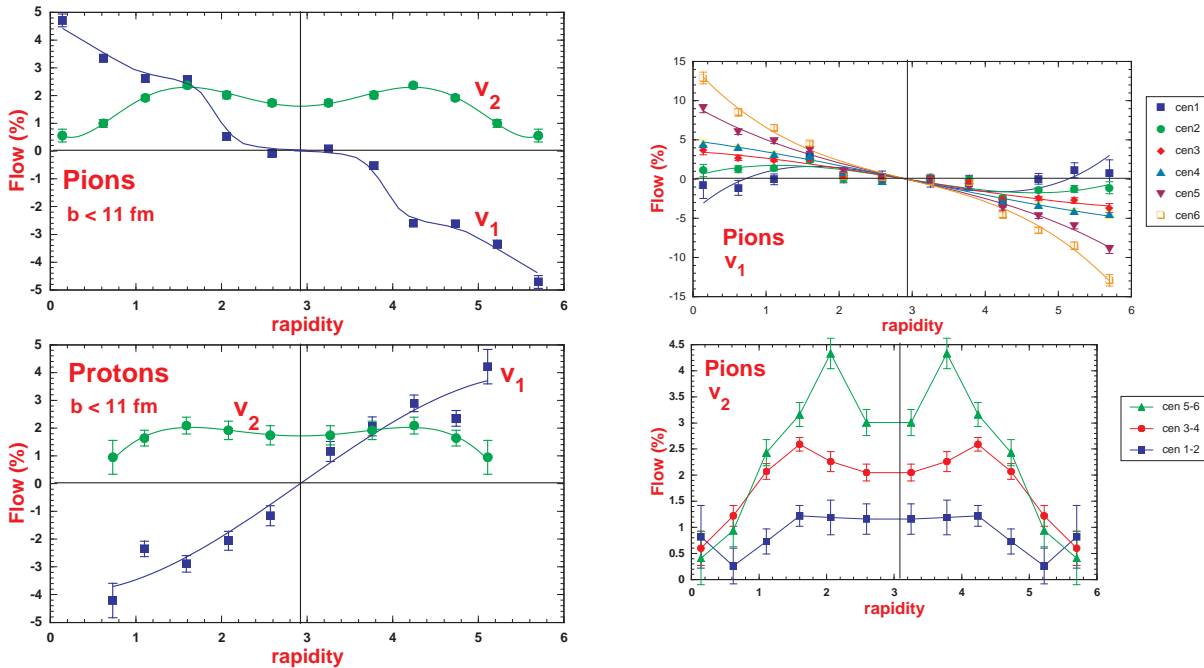 5
4
3
2
1
0
-1
-2
-3
-4
-5
Flow (%)
v2
v1
Pions
b < 11 fm
0 1 2 3 4 5 6
rapidity
15
10
5
0
-5
-10
-15
Flow (%)
Pions
v1
0 1 2 3 4 5 6
rapidity
cen1
cen2
cen3
cen4
cen5
cen6
5
4
3
2
1
0
-1
-2
-3
-4
-5
Flow (%)
Protons
b < 11 fm
v2
v1
0 1 2 3 4 5 6
rapidity
4.5
4
3.5
3
2.5
2
1.5
1
0.5
0
Flow (%)
Pions
v2
0 1 2 3 4 5 6
rapidity
cen 5-6
cen 3-4
cen 1-2